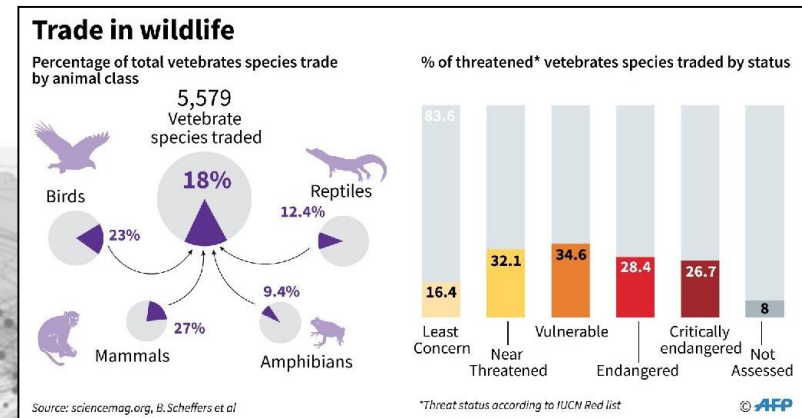 Trade in wildlife
Percentage of total vetebrates species trade
by animal class
5,579
Vetebrate
species traded
18%
Birds
23%
Reptiles
12.4%
Mammals
27%
9.4%
Amphibians
Source: sciencemag.org, B.Scheffers et al
% of threatened* vetebrates species traded by status
83.6
16.4
32.1
34.6
28.4
26.7
8
Least
Concern
Near
Threatened
Vulnerable
Endangered
Critically
endangered
Not
Assessed
*Threat status according to IUCN Red list
© AFP